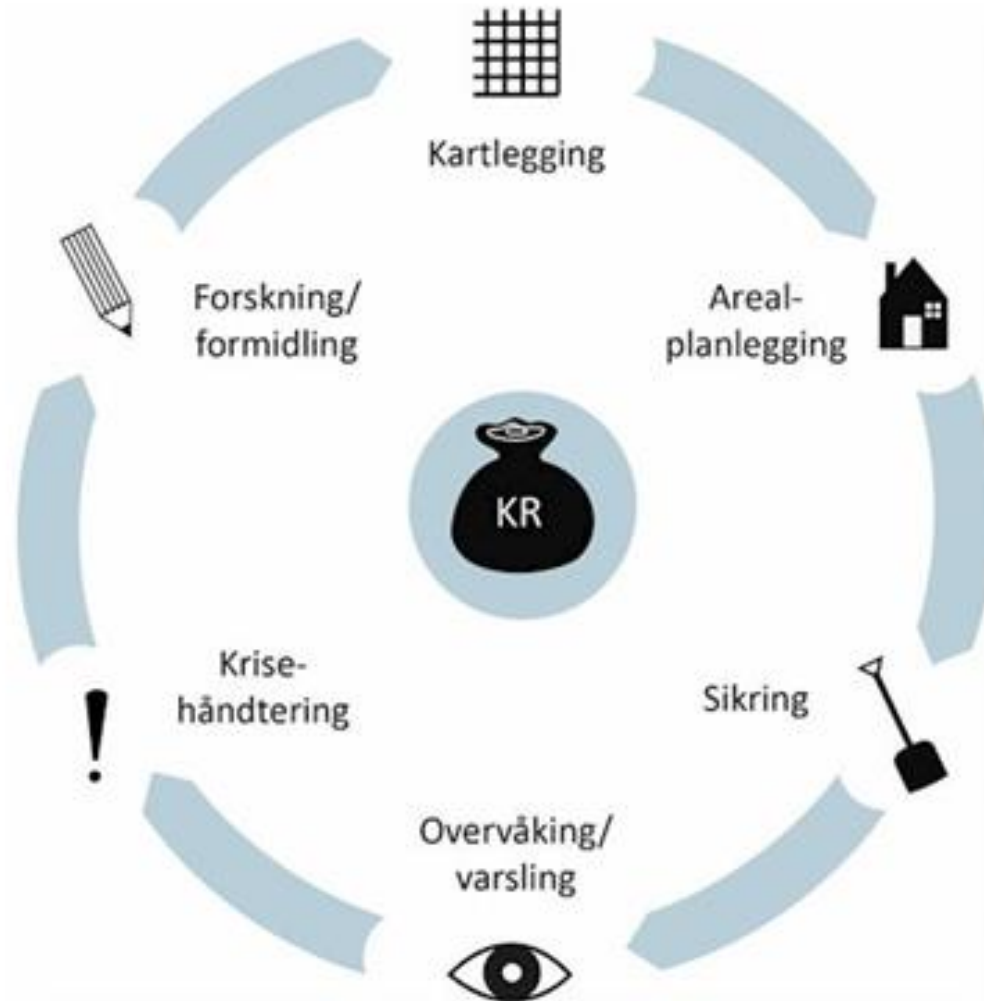 Kartlegging
Areal-
planlegging
Sikring
Overvåking/
varsling
Krise-
håndtering
Forskning/
formidling
KR